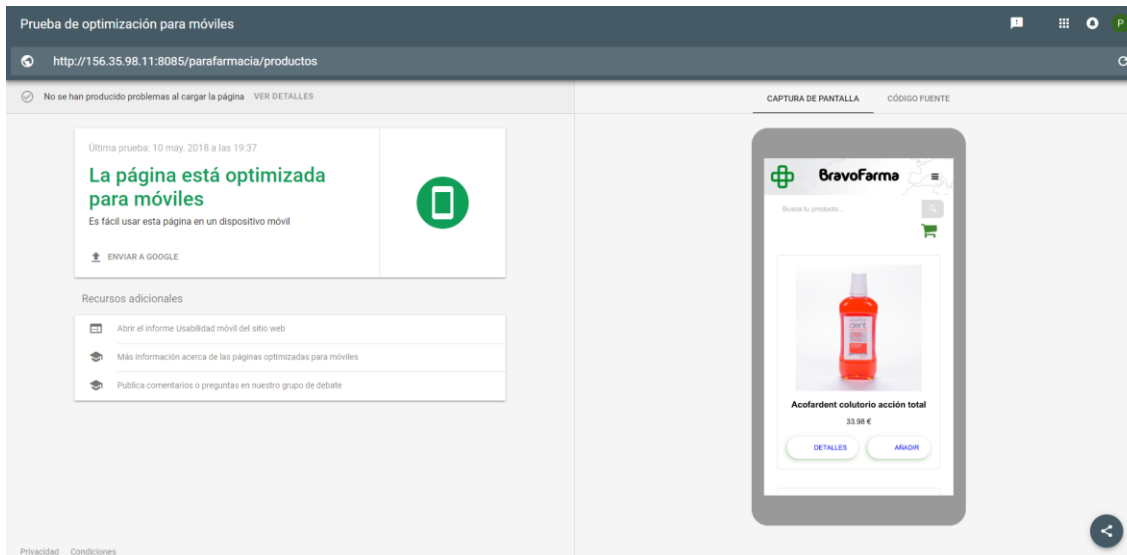 Prueba de optimización para móviles
P
http://156.35.98.11:8085/parafarmacia/productos
No se han producido problemas al cargar la página VER DETALLES
CAPTURA DE PANTALLA CÓDIGO FUENTE
Última prueba: 10 may. 2018 a las 19:37
La página está optimizada
para móviles
Es fácil usar esta página en un dispositivo móvil
ENVIAR A GOOGLE
Recursos adicionales
Abrir el informe Usabilidad móvil del sitio web
Más información acerca de las páginas optimizadas para móviles
Publica comentarios o preguntas en nuestro grupo de debate
BravoFarma
Busca tu producto...
dent
Acofardent colutorio acción total
33.98 €
DETALLES AÑADIR
Privacidad Condiciones